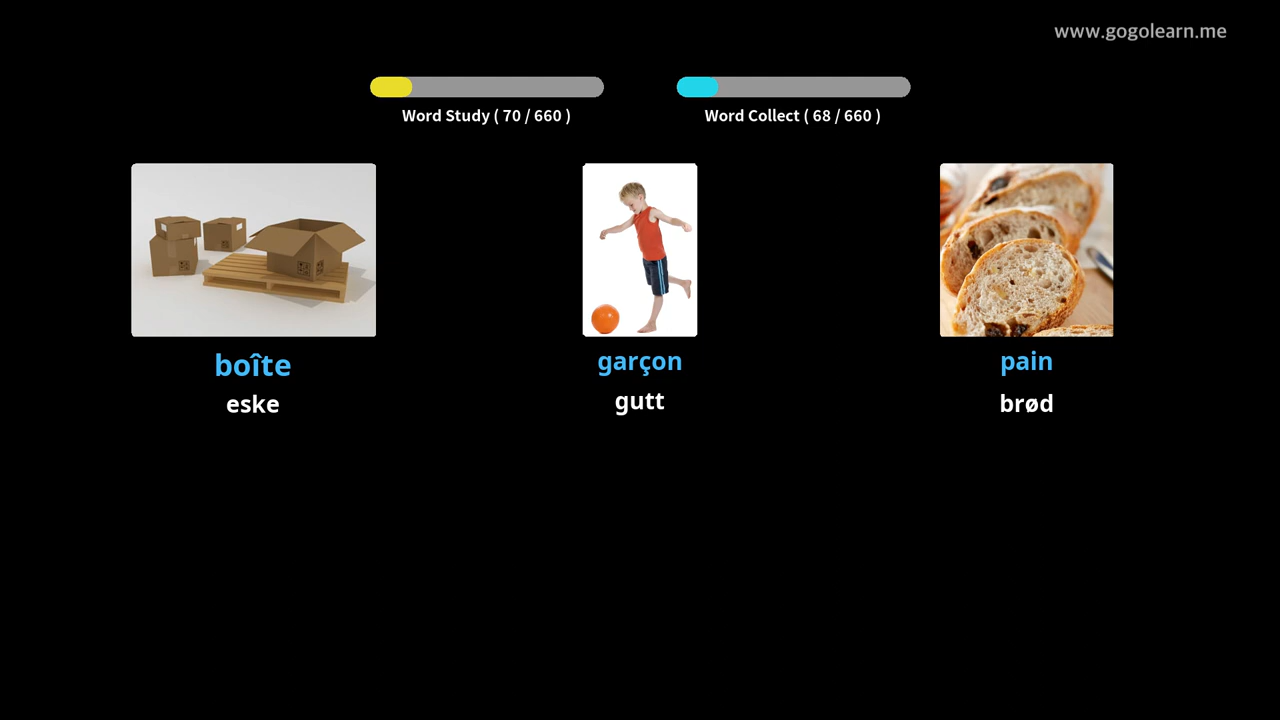 www.gogolearn.me
Word Study ( 70 / 660 )
Word Collect ( 68 / 660 )
boîte
garçon
pain
eske
gutt
brød